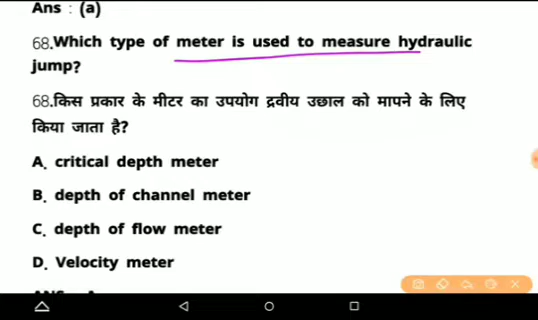 Ans : (a)
68.Which type of meter is used to measure hydraulic
jump?
68.किस प्रकार के मीटर का उपयोग द्रवीय उछाल को मापने के लिए
किया जाता है?
A. critical depth meter
B. depth of channel meter
C. depth of flow meter
D. Velocity meter